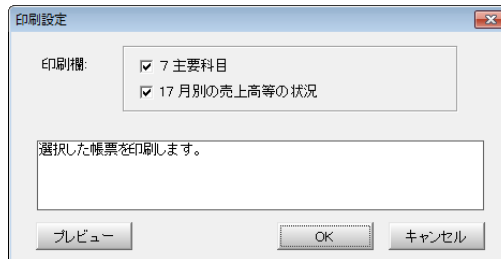 印刷設定
印刷欄:
7 主要科目
17 月別の売上高等の状況
選択した帳票を印刷します。
プレビュー
OK
キャンセル